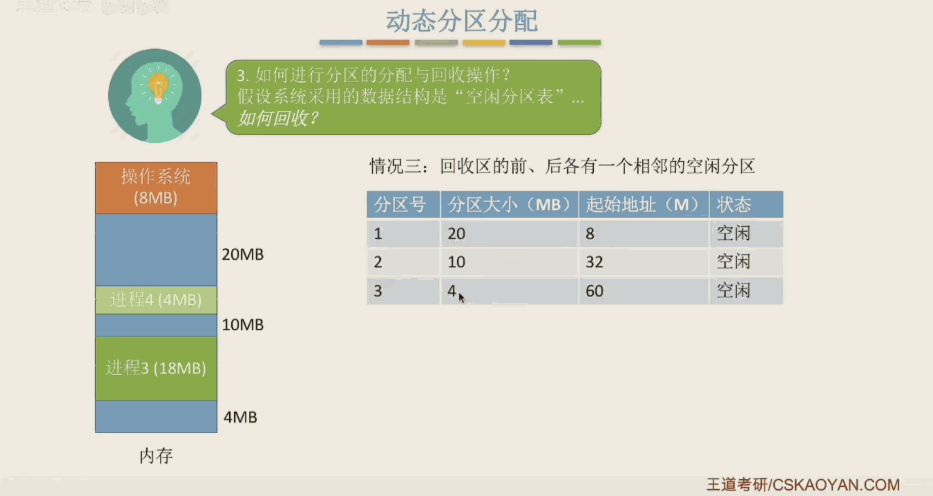 动态分区分配
3. 如何进行分区的分配与回收操作？
假设系统采用的数据结构是“空闲分区表”...
如何回收？
操作系统
(8MB)
20MB
进程4 (4MB)
10MB
进程3 (18MB)
4MB
内存
情况三：回收区的前、后各有一个相邻的空闲分区
分区号 分区大小（MB） 起始地址（M） 状态
1 20 8 空闲
2 10 32 空闲
3 4 60 空闲
王道考研/CSKAOYAN.COM